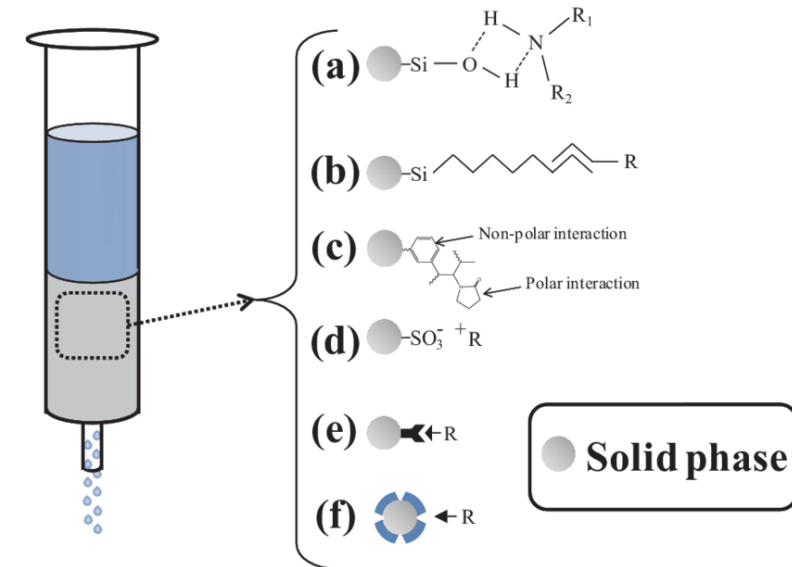 (a) Si O H H N R₁ R₂
(b) Si R
(c) Non-polar interaction
O
N
Polar interaction
(d) SO₃⁻ ⁺R
(e) R
Solid phase
(f) R